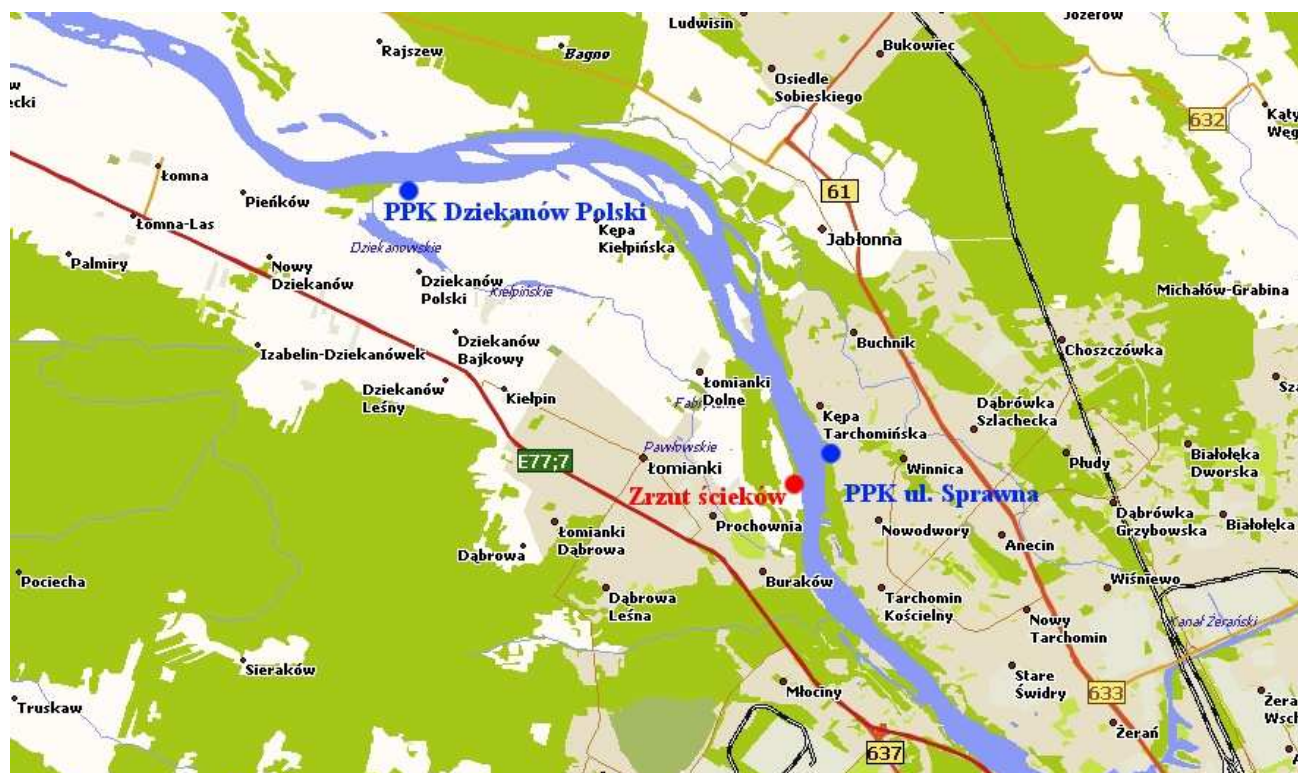 Ludwisin
Józefów
Rajszew
Bagno
Bukowiec
Osiedle
Sobieskiego
ecki
632
Kąty
Węg
Łomna
61
Pieńków
PPK Dziekanów Polski
Łomna-Las
Kępa
Kiełpińska
Jabłonna
Dziekanowskie
Palmiry
Nowy
Dziekanów
Dziekanów
Polski
Kiełpińskie
Michałów-Grabina
Izabelin-Dziekanówek
Dziekanów
Bajkowy
Buchnik
Choszczówka
Dziekanów
Leśny
Kiełpin
Łomianki
Dolne
Kępa
Tarchomińska
Dąbrówka
Szlachecka
Pawłowskie
E77;7
Łomianki
Winnica
Płudy
Białołęka
Dworska
Zrzut ścieków
PPK ul. Sprawna
Prochownia
Nowodwory
Dąbrówka
Grzybowska
Białołęka
Łomianki
Dąbrowa
Dąbrowa
Anecin
Pociecha
Buraków
Wiśniewo
Dąbrowa
Leśna
Tarchomin
Kościelny
Nowy
Tarchomin
Kanał Żerański
Sieraków
Stare
Świdry
Młociny
633
Truskaw
Żerań
637